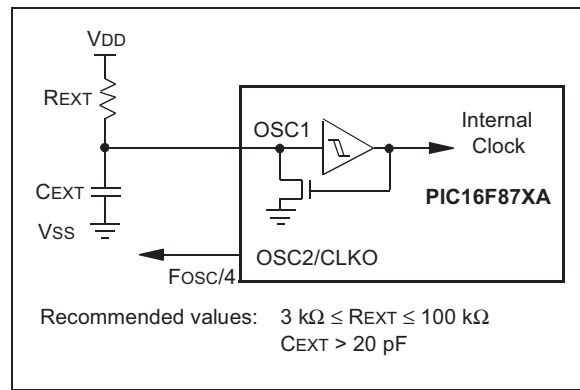 VDD
REXT
OSC1
Internal
Clock
CEXT
PIC16F87XA
VSS
OSC2/CLKO
FOSC/4
Recommended values: 3 kΩ ≤ REXT ≤ 100 kΩ
CEXT > 20 pF